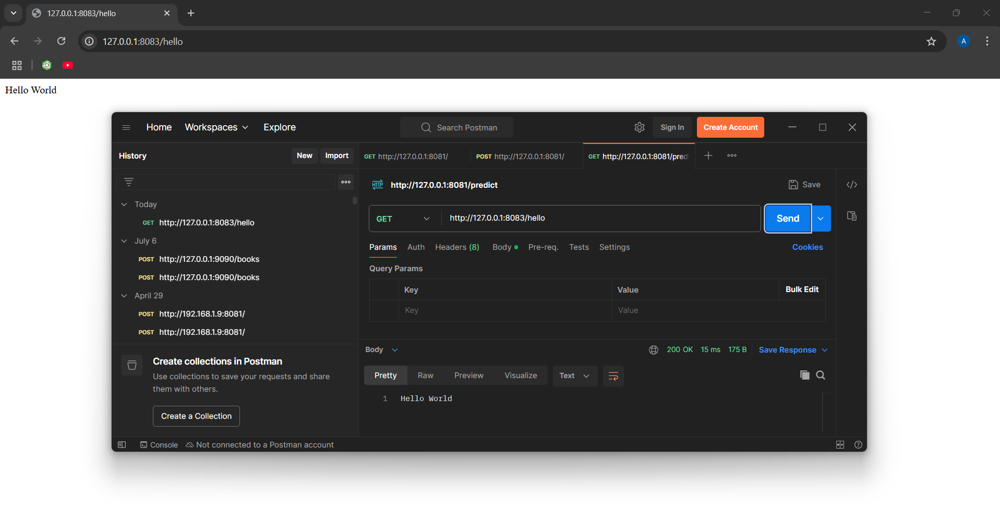 127.0.0.1:8083/hello
127.0.0.1:8083/hello
A
Hello World
Home Workspaces Explore
Search Postman
Sign In
Create Account
History
New
Import
GET http://127.0.0.1:8081/
POST http://127.0.0.1:8081/
GET http://127.0.0.1:8081/predi
HTTP http://127.0.0.1:8081/predict
Save
</>
Today
GET http://127.0.0.1:8083/hello
July 6
POST http://127.0.0.1:9090/books
POST http://127.0.0.1:9090/books
April 29
POST http://192.168.1.9:8081/
POST http://192.168.1.9:8081/
GET
http://127.0.0.1:8083/hello
Send
Params Auth Headers (8) Body Pre-req. Tests Settings
Cookies
Query Params
Key Value Bulk Edit
Key Value
Body
200 OK 15 ms 175 B
Save Response
Pretty Raw Preview Visualize
Text
1 Hello World
Create collections in Postman
Use collections to save your requests and share
them with others.
Create a Collection
Console
Not connected to a Postman account